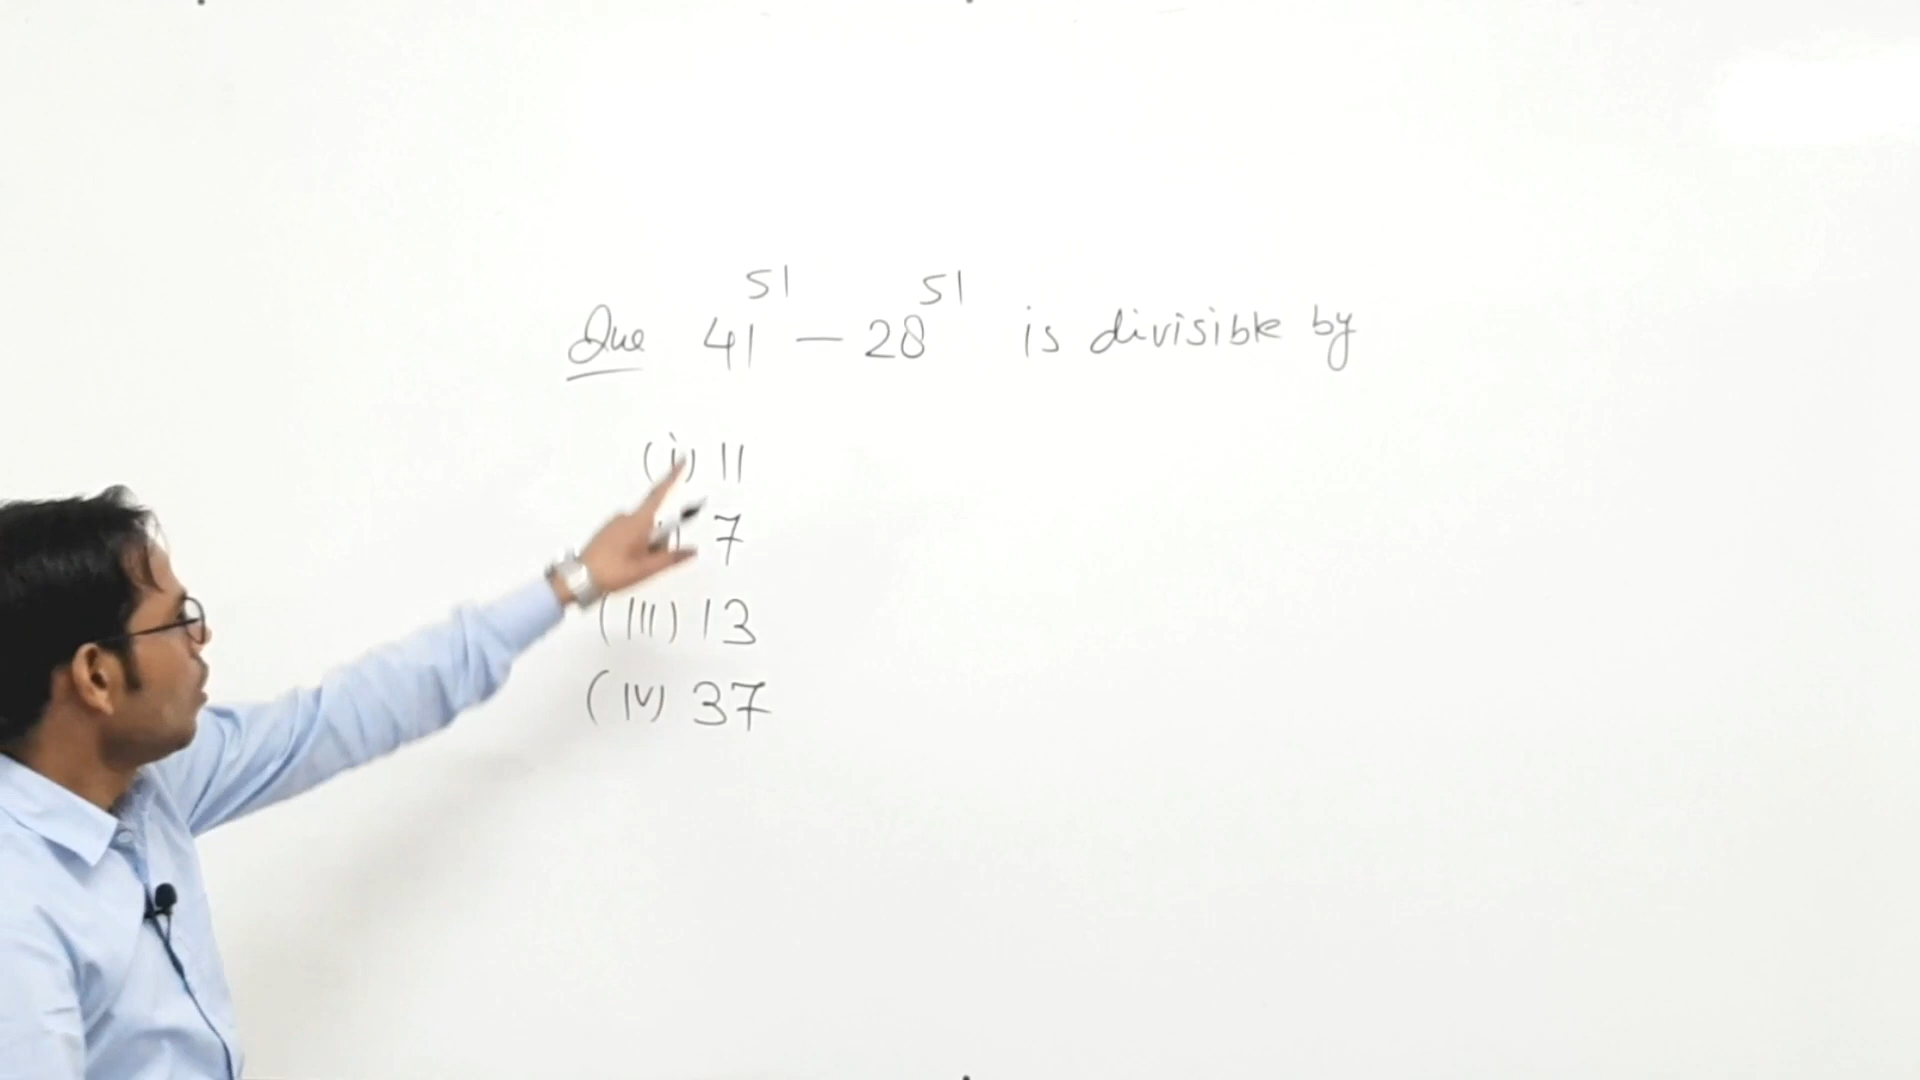 Que 41^51 - 28^51 is divisible by
(i) 11
7
(III) 13
(IV) 37